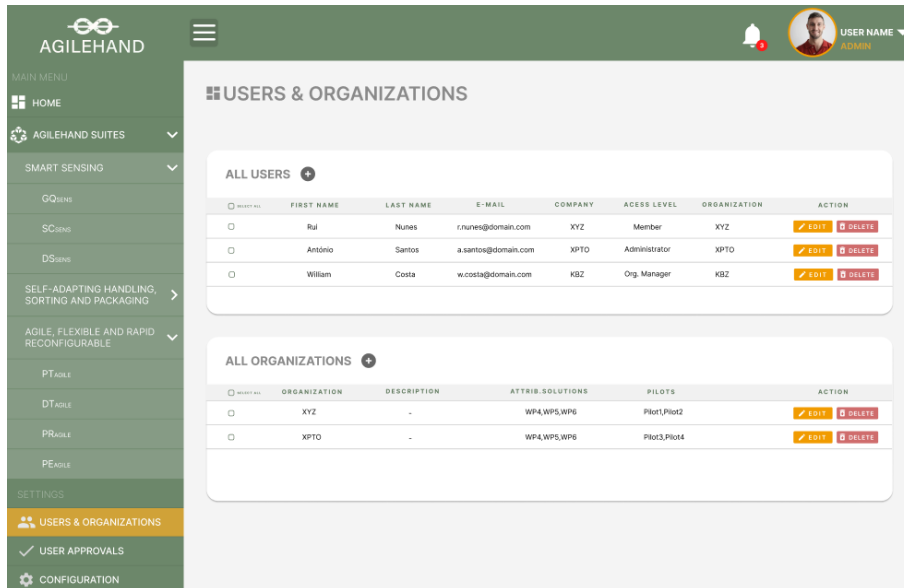 AGILEHAND
3
USER NAME
ADMIN
MAIN MENU
HOME
AGILEHAND SUITES
SMART SENSING
GQSENS
SCSENS
DSSENS
SELF-ADAPTING HANDLING,
SORTING AND PACKAGING
AGILE, FLEXIBLE AND RAPID
RECONFIGURABLE
PTAGILE
DTAGILE
PRAGILE
PEAGILE
SETTINGS
USERS & ORGANIZATIONS
USER APPROVALS
CONFIGURATION
USERS & ORGANIZATIONS
ALL USERS
SELECT ALL FIRST NAME LAST NAME E-MAIL COMPANY ACESS LEVEL ORGANIZATION ACTION
Rui Nunes r.nunes@domain.com XYZ Member XYZ EDIT DELETE
António Santos a.santos@domain.com XPTO Administrator XPTO EDIT DELETE
William Costa w.costa@domain.com KBZ Org. Manager KBZ EDIT DELETE
ALL ORGANIZATIONS
SELECT ALL ORGANIZATION DESCRIPTION ATTRIB.SOLUTIONS PILOTS ACTION
XYZ - WP4,WP5,WP6 Pilot1,Pilot2 EDIT DELETE
XPTO - WP4,WP5,WP6 Pilot3,Pilot4 EDIT DELETE